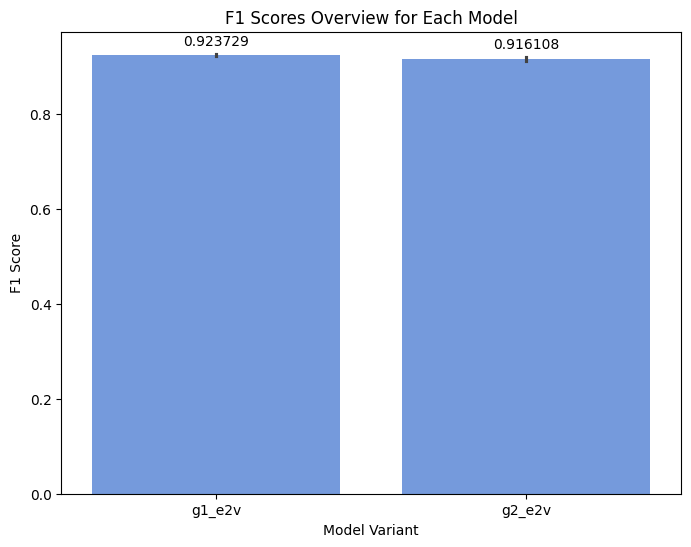 F1 Scores Overview for Each Model
0.923729
0.916108
0.8
0.6
0.4
0.2
0.0
F1 Score
g1_e2v
g2_e2v
Model Variant